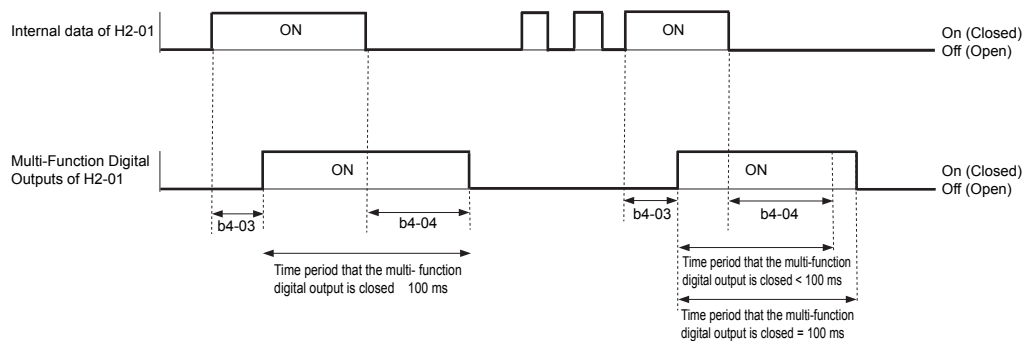 Internal data of H2-01
ON
ON
On (Closed)
Off (Open)
Multi-Function Digital
Outputs of H2-01
ON
ON
On (Closed)
Off (Open)
b4-03
b4-04
b4-03
b4-04
Time period that the multi- function
digital output is closed 100 ms
Time period that the multi-function
digital output is closed < 100 ms
Time period that the multi-function
digital output is closed = 100 ms